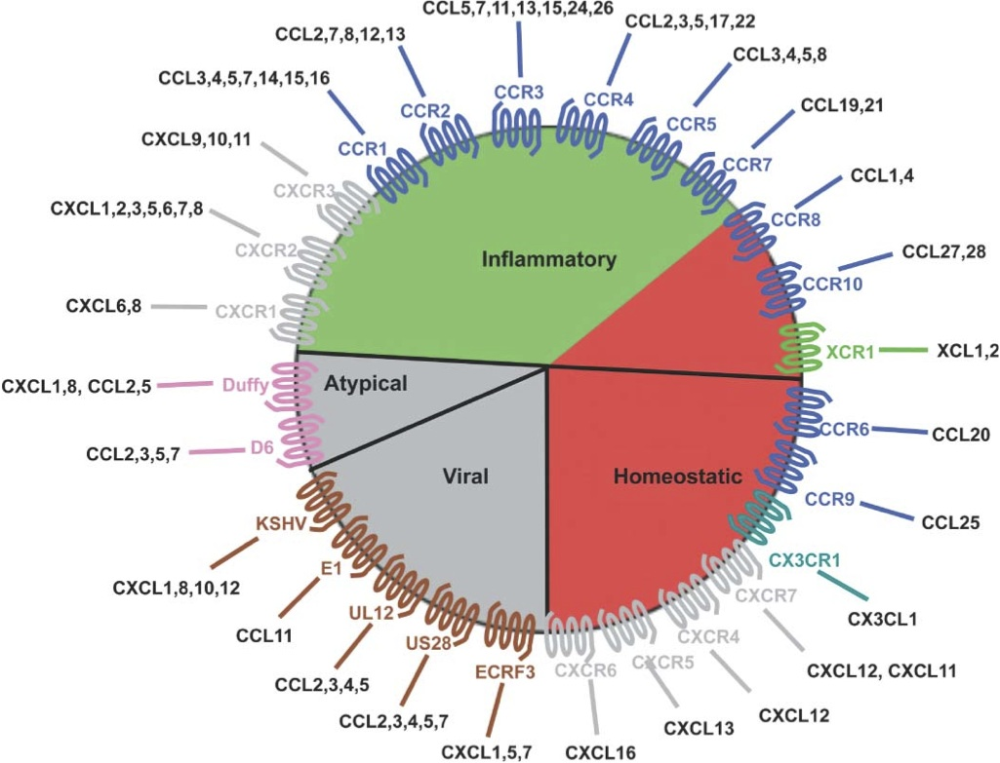 CCL5,7,11,13,15,24,26
CCL2,3,5,17,22
CCL2,7,8,12,13
CCL3,4,5,8
CCL3,4,5,7,14,15,16
CCR3
CCR4
CCL19,21
CCR2
CCR5
CXCL9,10,11
CCR1
CCR7
CCL1,4
CXCR3
CXCL1,2,3,5,6,7,8
CCR8
CXCR2
Inflammatory
CCL27,28
CCR10
CXCL6,8
CXCR1
XCR1
XCL1,2
CXCL1,8, CCL2,5
Duffy
Atypical
CCR6
CCL20
CCL2,3,5,7
D6
Viral
Homeostatic
CCR9
CCL25
KSHV
CX3CR1
E1
CXCL1,8,10,12
CXCR7
UL12
CX3CL1
CCL11
CXCR4
US28
CXCR5
ECRF3
CXCR6
CXCL12, CXCL11
CCL2,3,4,5
CXCL12
CCL2,3,4,5,7
CXCL13
CXCL1,5,7
CXCL16